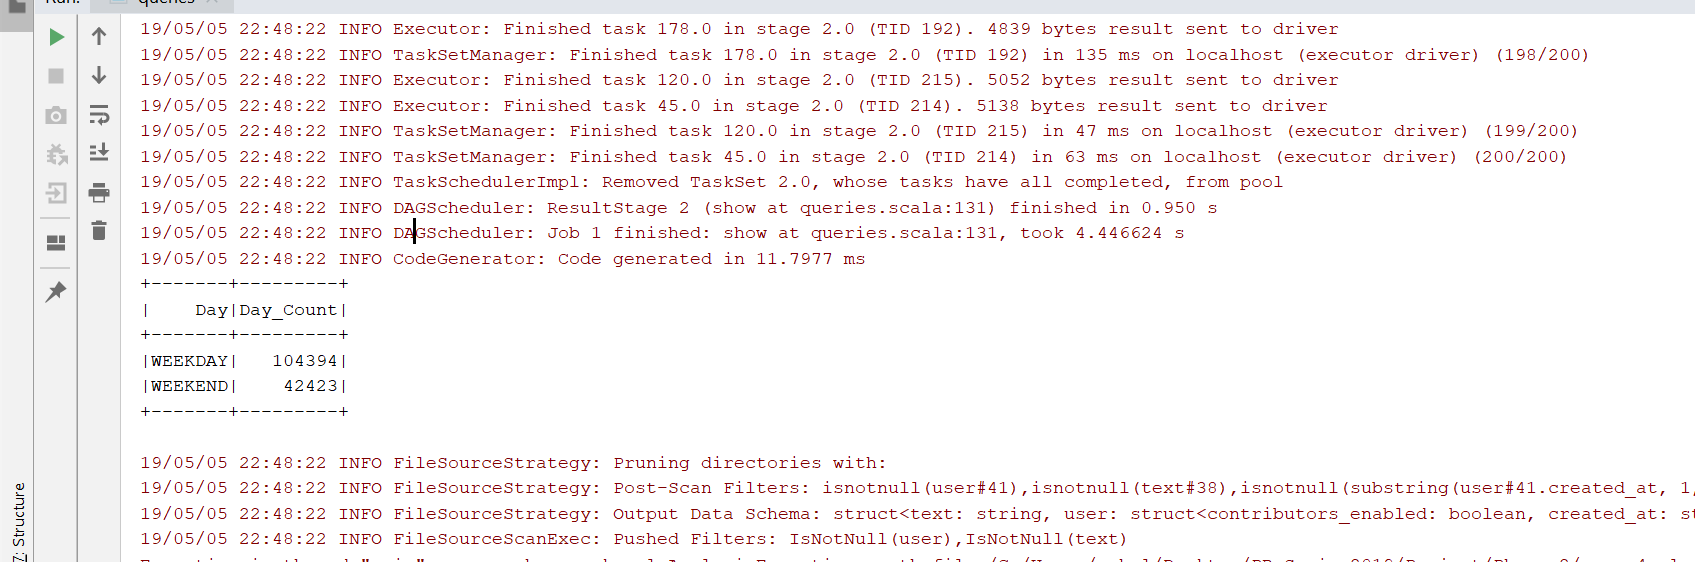 Run: queries
19/05/05 22:48:22 INFO Executor: Finished task 178.0 in stage 2.0 (TID 192). 4839 bytes result sent to driver
19/05/05 22:48:22 INFO TaskSetManager: Finished task 178.0 in stage 2.0 (TID 192) in 135 ms on localhost (executor driver) (198/200)
19/05/05 22:48:22 INFO Executor: Finished task 120.0 in stage 2.0 (TID 215). 5052 bytes result sent to driver
19/05/05 22:48:22 INFO Executor: Finished task 45.0 in stage 2.0 (TID 214). 5138 bytes result sent to driver
19/05/05 22:48:22 INFO TaskSetManager: Finished task 120.0 in stage 2.0 (TID 215) in 47 ms on localhost (executor driver) (199/200)
19/05/05 22:48:22 INFO TaskSetManager: Finished task 45.0 in stage 2.0 (TID 214) in 63 ms on localhost (executor driver) (200/200)
19/05/05 22:48:22 INFO TaskSchedulerImpl: Removed TaskSet 2.0, whose tasks have all completed, from pool
19/05/05 22:48:22 INFO DAGScheduler: ResultStage 2 (show at queries.scala:131) finished in 0.950 s
19/05/05 22:48:22 INFO DAGScheduler: Job 1 finished: show at queries.scala:131, took 4.446624 s
19/05/05 22:48:22 INFO CodeGenerator: Code generated in 11.7977 ms
+-------+---------+
|    Day|Day_Count|
+-------+---------+
|WEEKDAY|   104394|
|WEEKEND|    42423|
+-------+---------+
19/05/05 22:48:22 INFO FileSourceStrategy: Pruning directories with:
19/05/05 22:48:22 INFO FileSourceStrategy: Post-Scan Filters: isnotnull(user#41),isnotnull(text#38),isnotnull(substring(user#41.created_at, 1,
19/05/05 22:48:22 INFO FileSourceStrategy: Output Data Schema: struct<text: string, user: struct<contributors_enabled: boolean, created_at: st
19/05/05 22:48:22 INFO FileSourceScanExec: Pushed Filters: IsNotNull(user),IsNotNull(text)
7: Structure